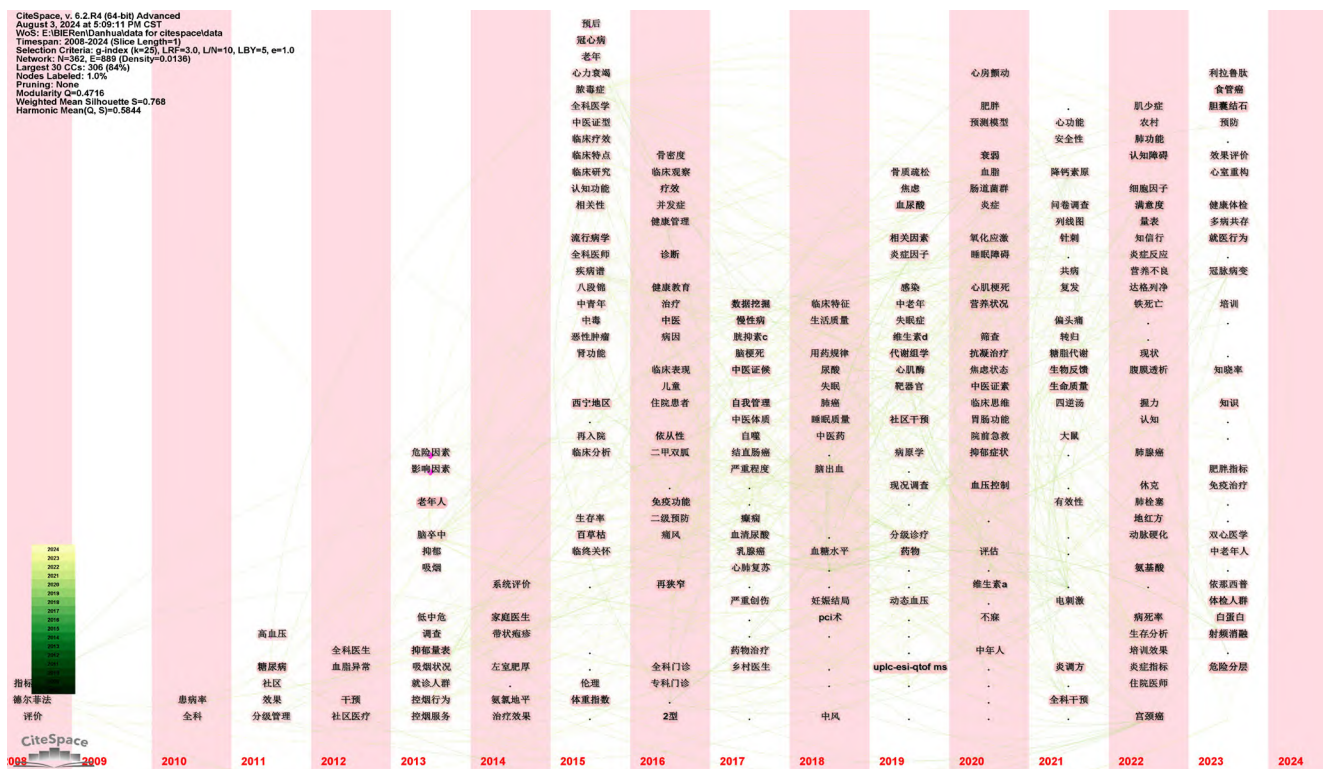 CiteSpace, v. 6.2.R4 (64-bit) Advanced
August 3, 2024 at 5:09:11 PM CST
WoS: E:\BIERen\Danhua\data for citespace\data
Timespan: 2008-2024 (Slice Length=1)
Selection Criteria: g-index (k=25), LRF=3.0, L/N=10, LBY=5, e=1.0
Network: N=362, E=889 (Density=0.0136)
Largest 30 CCs: 306 (84%)
Nodes Labeled: 1.0%
Pruning: None
Modularity Q=0.4716
Weighted Mean Silhouette S=0.768
Harmonic Mean(Q, S)=0.5844
预后
冠心病
老年
心力衰竭 心房颤动 利拉鲁肽
脓毒症 食管癌
全科医学 肥胖 . 肌少症 胆囊结石
中医证型 预测模型 心功能 农村 预防
临床疗效 安全性 肺功能 .
临床特点 骨密度 衰弱 认知障碍 效果评价
临床研究 临床观察 骨质疏松 血脂 降钙素原 心室重构
认知功能 疗效 焦虑 肠道菌群 细胞因子
相关性 并发症 血尿酸 炎症 问卷调查 满意度 健康体检
健康管理 列线图 量表 多病共存
流行病学 相关因素 氧化应激 针刺 知信行 就医行为
全科医师 诊断 炎症因子 睡眠障碍 . 炎症反应 .
疾病谱 共病 营养不良 冠脉病变
八段锦 健康教育 感染 心肌梗死 复发 达格列净
中青年 治疗 数据挖掘 临床特征 中老年 营养状况 铁死亡 培训
中毒 中医 慢性病 生活质量 失眠症 偏头痛 . .
恶性肿瘤 病因 胱抑素c 维生素d 筛查 转归
肾功能 脑梗死 用药规律 代谢组学 抗凝治疗 糖脂代谢 现状 .
临床表现 中医证候 尿酸 心肌酶 焦虑状态 生物反馈 腹膜透析 知晓率
儿童 失眠 靶器官 中医证素 生命质量
西宁地区 住院患者 自我管理 肺癌 临床思维 四逆汤 握力 知识
. 中医体质 睡眠质量 社区干预 胃肠功能 认知 .
再入院 依从性 自噬 中医药 院前急救 大鼠 .
危险因素 临床分析 二甲双胍 结直肠癌 . 病原学 抑郁症状 . 肺腺癌 .
影响因素 严重程度 脑出血 肥胖指标
. . 现况调查 血压控制 . 休克 免疫治疗
老年人 免疫功能 . 有效性 肺栓塞
生存率 二级预防 癫痫 . . 地红方 .
脑卒中 百草枯 痛风 血清尿酸 分级诊疗 动脉硬化 双心医学
抑郁 临终关怀 乳腺癌 血糖水平 药物 评估 . . 中老年人
吸烟 心肺复苏 . . . 氨基酸 .
系统评价 . 再狭窄 . . 维生素a . . 依那西普
严重创伤 妊娠结局 动态血压 . 电刺激 体检人群
低中危 家庭医生 . pci术 . 不寐 病死率 白蛋白
高血压 调查 带状疱疹 . 生存分析 射频消融
全科医生 抑郁量表 . 药物治疗 . . 中年人 . 培训效果 .
糖尿病 血脂异常 吸烟状况 左室肥厚 全科门诊 乡村医生 uplc-esi-qtof ms 炎调方 炎症指标 危险分层
社区 就诊人群 . 伦理 专科门诊 . . . 住院医师
德尔菲法 患病率 效果 干预 控烟行为 氨氯地平 体重指数 . . . 全科干预 .
评价 全科 分级管理 社区医疗 控烟服务 治疗效果 . 2型 中风 . . 宫颈癌
2024
2023
2022
2021
2020
2019
2018
2017
2016
2015
2014
2013
CiteSpace
2009 2010 2011 2012 2013 2014 2015 2016 2017 2018 2019 2020 2021 2022 2023 2024